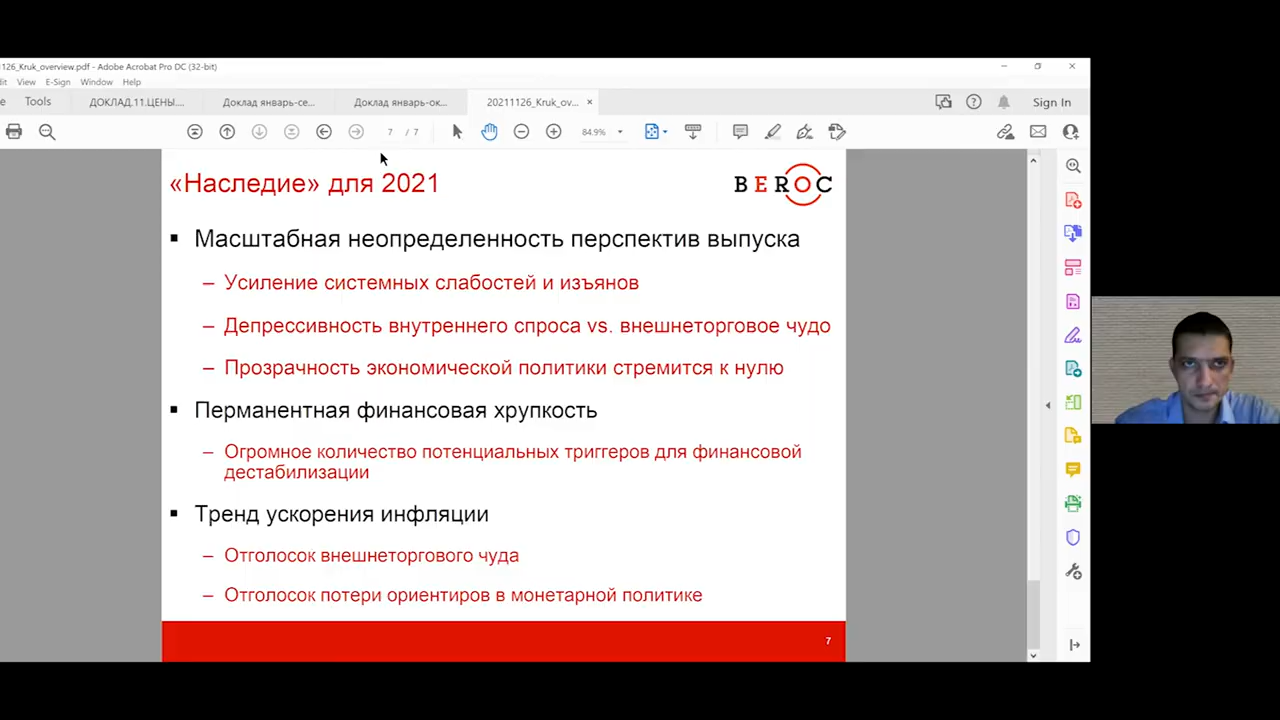 1126_Kruk_overview.pdf - Adobe Acrobat Pro DC (32-bit)
dit View E-Sign Window Help
e Tools ДОКЛАД.11.ЦЕНЫ.... Доклад январь-се... Доклад январь-ок... 20211126_Kruk_ov... × Sign In
7 / 7 84.9%
«Наследие» для 2021
BEROC
▪ Масштабная неопределенность перспектив выпуска
– Усиление системных слабостей и изъянов
– Депрессивность внутреннего спроса vs. внешнеторговое чудо
– Прозрачность экономической политики стремится к нулю
▪ Перманентная финансовая хрупкость
– Огромное количество потенциальных триггеров для финансовой
дестабилизации
▪ Тренд ускорения инфляции
– Отголосок внешнеторгового чуда
– Отголосок потери ориентиров в монетарной политике
7